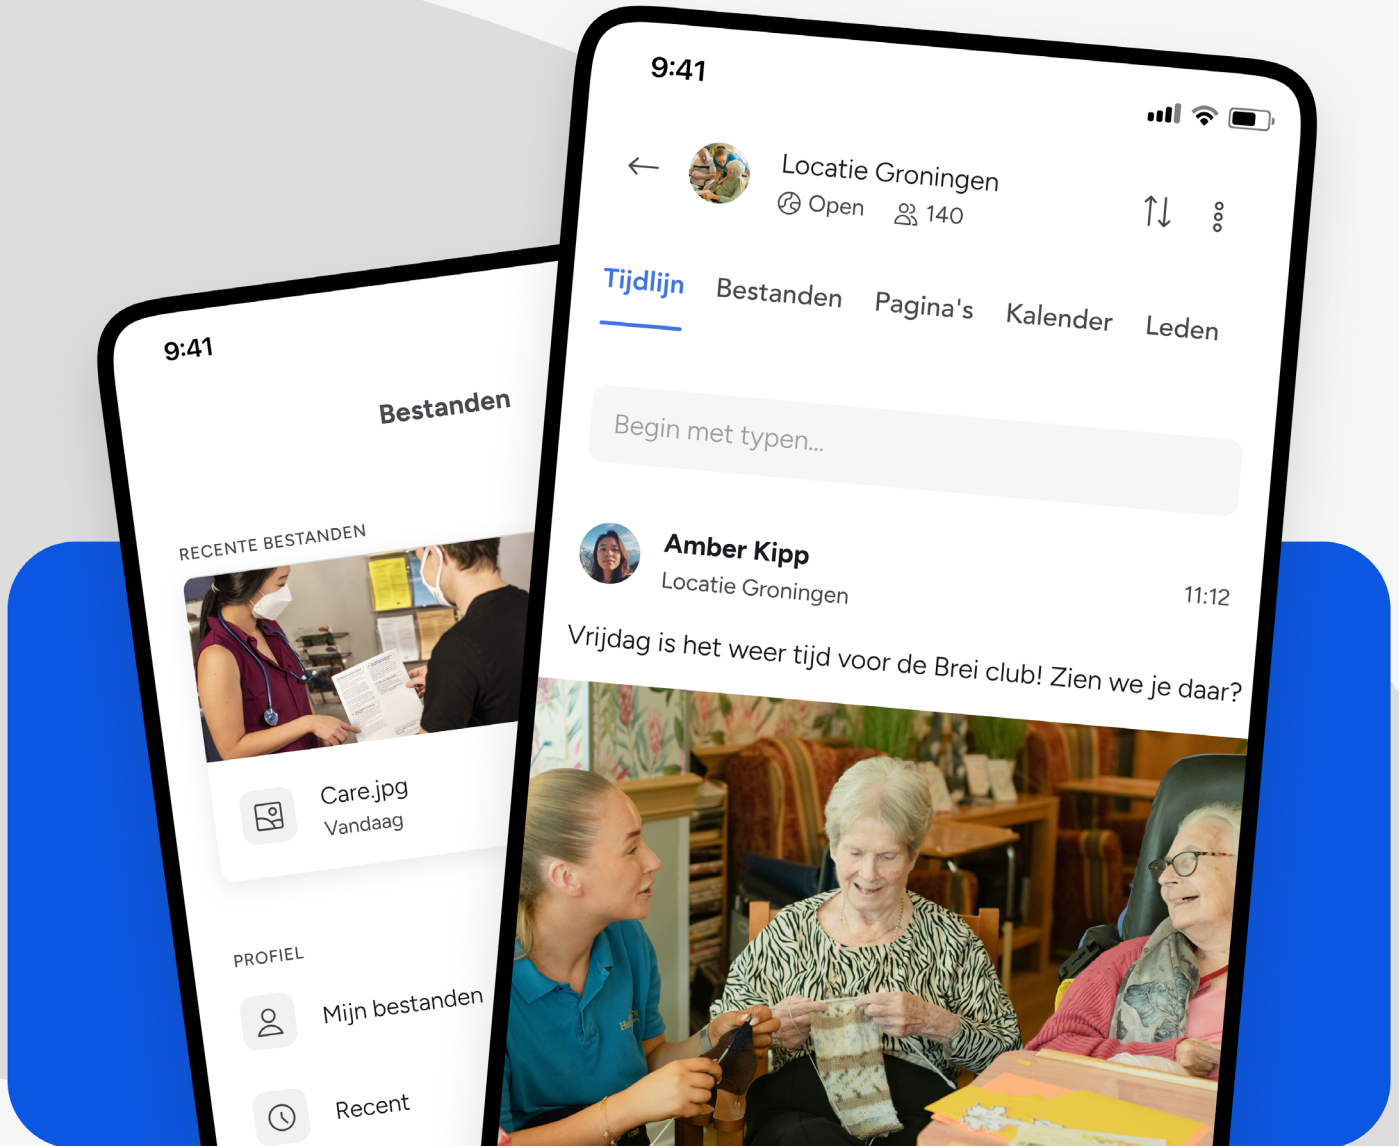 9:41
Locatie Groningen
Open 140
Tijdlijn Bestanden Pagina's Kalender Leden
Begin met typen...
Amber Kipp
Locatie Groningen
11:12
Vrijdag is het weer tijd voor de Brei club! Zien we je daar?
9:41
Bestanden
RECENTE BESTANDEN
Care.jpg
Vandaag
PROFIEL
Mijn bestanden
Recent